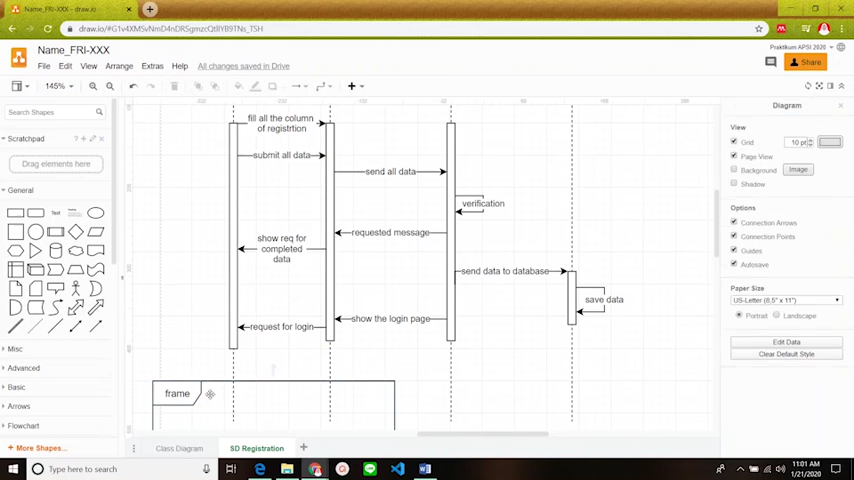 Name_FRI-XXX - draw.io
draw.io/#G1v4XMSvNmD4nDRSgmzcQtllYB9NTs_TSH
Name_FRI-XXX
Praktikum APSI 2020
File Edit View Arrange Extras Help All changes saved in Drive
Share
145%
Search Shapes
Scratchpad
Drag elements here
General
Text
Misc
Advanced
Basic
Arrows
Flowchart
+ More Shapes...
fill all the column
of registrtion
submit all data
send all data
verification
show req for
completed
data
requested message
send data to database
save data
show the login page
request for login
frame
Class Diagram
SD Registration
Diagram
View
Grid
10 pt
Page View
Background
Image
Shadow
Options
Connection Arrows
Connection Points
Guides
Autosave
Paper Size
US-Letter (8,5" x 11")
Portrait Landscape
Edit Data
Clear Default Style
Type here to search
11:01 AM
1/21/2020